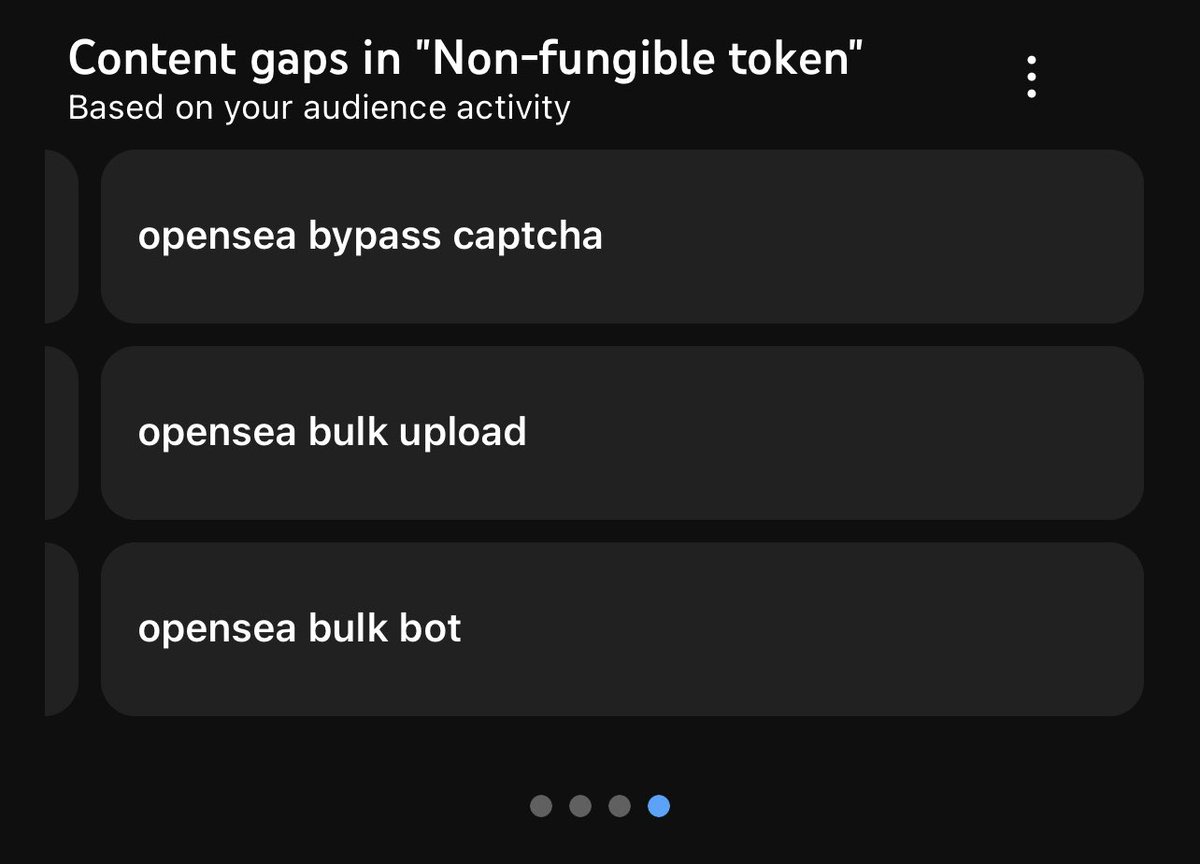 Content gaps in "Non-fungible token"
Based on your audience activity
opensea bypass captcha
opensea bulk upload
opensea bulk bot